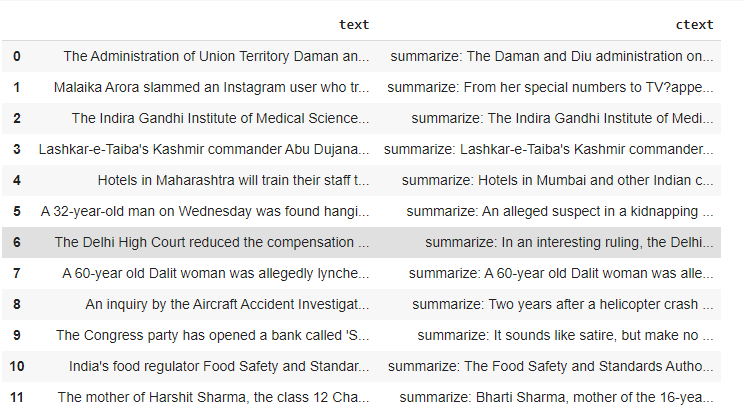 text ctext
0 The Administration of Union Territory Daman an... summarize: The Daman and Diu administration on...
1 Malaika Arora slammed an Instagram user who tr... summarize: From her special numbers to TV?appe...
2 The Indira Gandhi Institute of Medical Science... summarize: The Indira Gandhi Institute of Medi...
3 Lashkar-e-Taiba's Kashmir commander Abu Dujana... summarize: Lashkar-e-Taiba's Kashmir commander...
4 Hotels in Maharashtra will train their staff t... summarize: Hotels in Mumbai and other Indian c...
5 A 32-year-old man on Wednesday was found hangi... summarize: An alleged suspect in a kidnapping ...
6 The Delhi High Court reduced the compensation ... summarize: In an interesting ruling, the Delhi...
7 A 60-year old Dalit woman was allegedly lynche... summarize: A 60-year old Dalit woman was alle...
8 An inquiry by the Aircraft Accident Investigat... summarize: Two years after a helicopter crash ...
9 The Congress party has opened a bank called 'S... summarize: It sounds like satire, but make no ...
10 India's food regulator Food Safety and Standar... summarize: The Food Safety and Standards Autho...
11 The mother of Harshit Sharma, the class 12 Cha... summarize: Bharti Sharma, mother of the 16-yea...